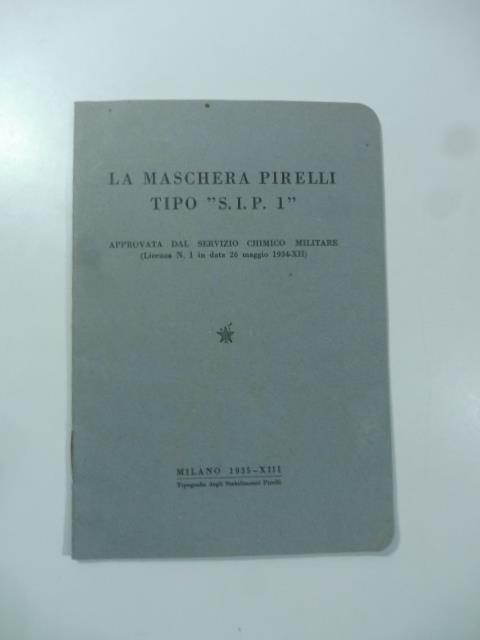 LA MASCHERA PIRELLI
TIPO "S. I. P. 1"
APPROVATA DAL SERVIZIO CHIMICO MILITARE
(Licenza N. 1 in data 26 maggio 1934-XII)
MILANO 1935-XIII
Tipografia degli Stabilimenti Pirelli